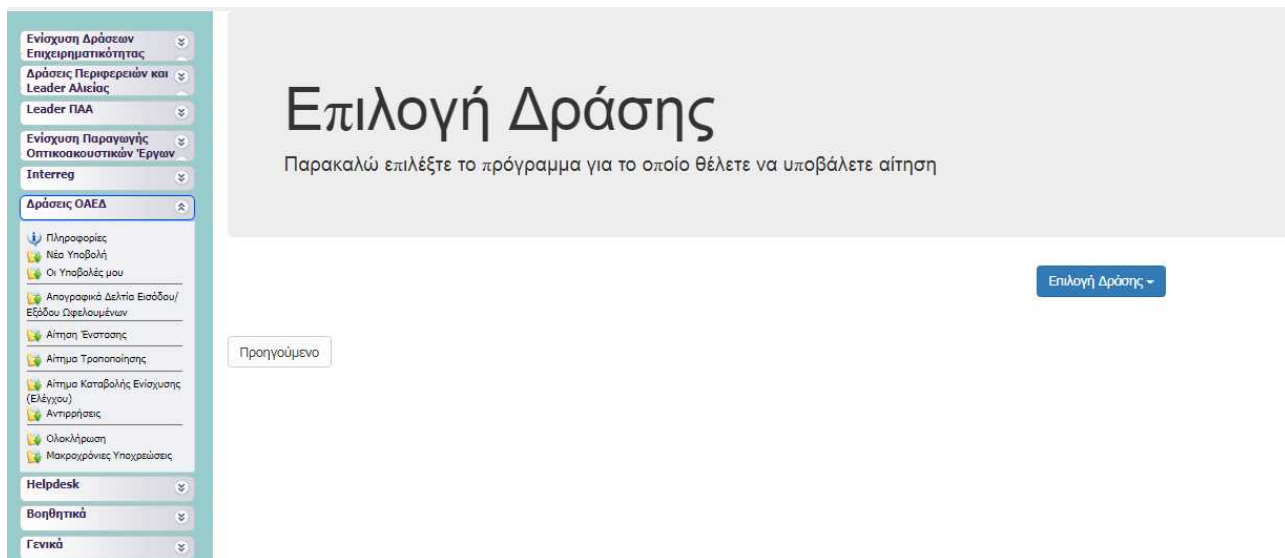 Ενίσχυση Δράσεων
Επιχειρηματικότητας
Δράσεις Περιφερειών και
Leader Αλιείας
Leader ΠΑΑ
Ενίσχυση Παραγωγής
Οπτικοακουστικών Έργων
Interreg
Δράσεις ΟΑΕΔ
Πληροφορίες
Νέα Υποβολή
Οι Υποβολές μου
Απογραφικά Δελτία Εισόδου/
Εξόδου Ωφελουμένων
Αίτηση Ένστασης
Αίτημα Τροποποίησης
Αίτημα Καταβολής Ενίσχυσης
(Ελέγχου)
Αντιρρήσεις
Ολοκλήρωση
Μακροχρόνιες Υποχρεώσεις
Helpdesk
Βοηθητικά
Γενικά
Επιλογή Δράσης
Παρακαλώ επιλέξτε το πρόγραμμα για το οποίο θέλετε να υποβάλετε αίτηση
Επιλογή Δράσης
Προηγούμενο